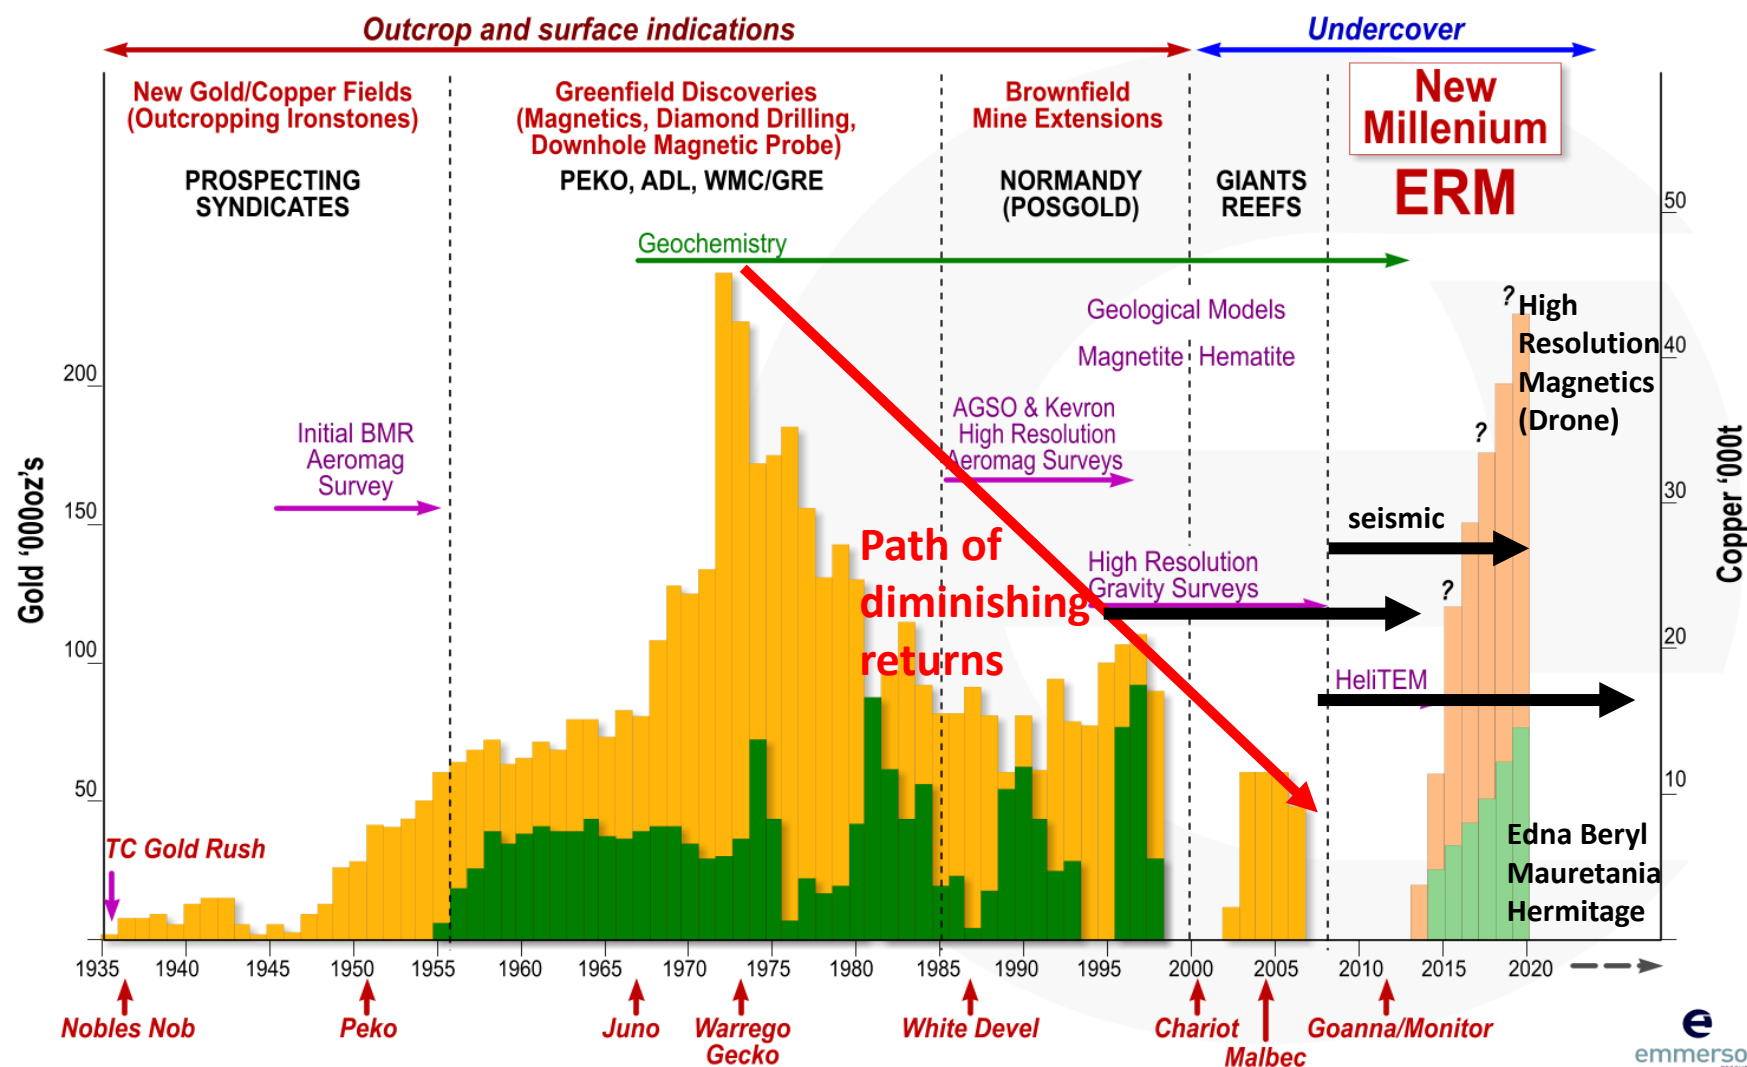 Outcrop and surface indications
Undercover
New Gold/Copper Fields
(Outcropping Ironstones)
PROSPECTING
SYNDICATES
Greenfield Discoveries
(Magnetics, Diamond Drilling,
Downhole Magnetic Probe)
PEKO, ADL, WMC/GRE
Brownfield
Mine Extensions
NORMANDY
(POSGOLD)
GIANTS
REEFS
New
Millenium
ERM
Geochemistry
Geological Models
Magnetite Hematite
Initial BMR
Aeromag
Survey
AGSO & Kevron
High Resolution
Aeromag Surveys
High Resolution
Gravity Surveys
Path of
diminishing
returns
seismic
HeliTEM
?
?
?
High
Resolution
Magnetics
(Drone)
Edna Beryl
Mauretania
Hermitage
TC Gold Rush
Gold ‘000oz’s
200
150
100
50
Copper ‘000t
50
40
30
20
10
1935 1940 1945 1950 1955 1960 1965 1970 1975 1980 1985 1990 1995 2000 2005 2010 2015 2020
Nobles Nob
Peko
Juno
Warrego
Gecko
White Devel
Chariot
Malbec
Goanna/Monitor
emmerso